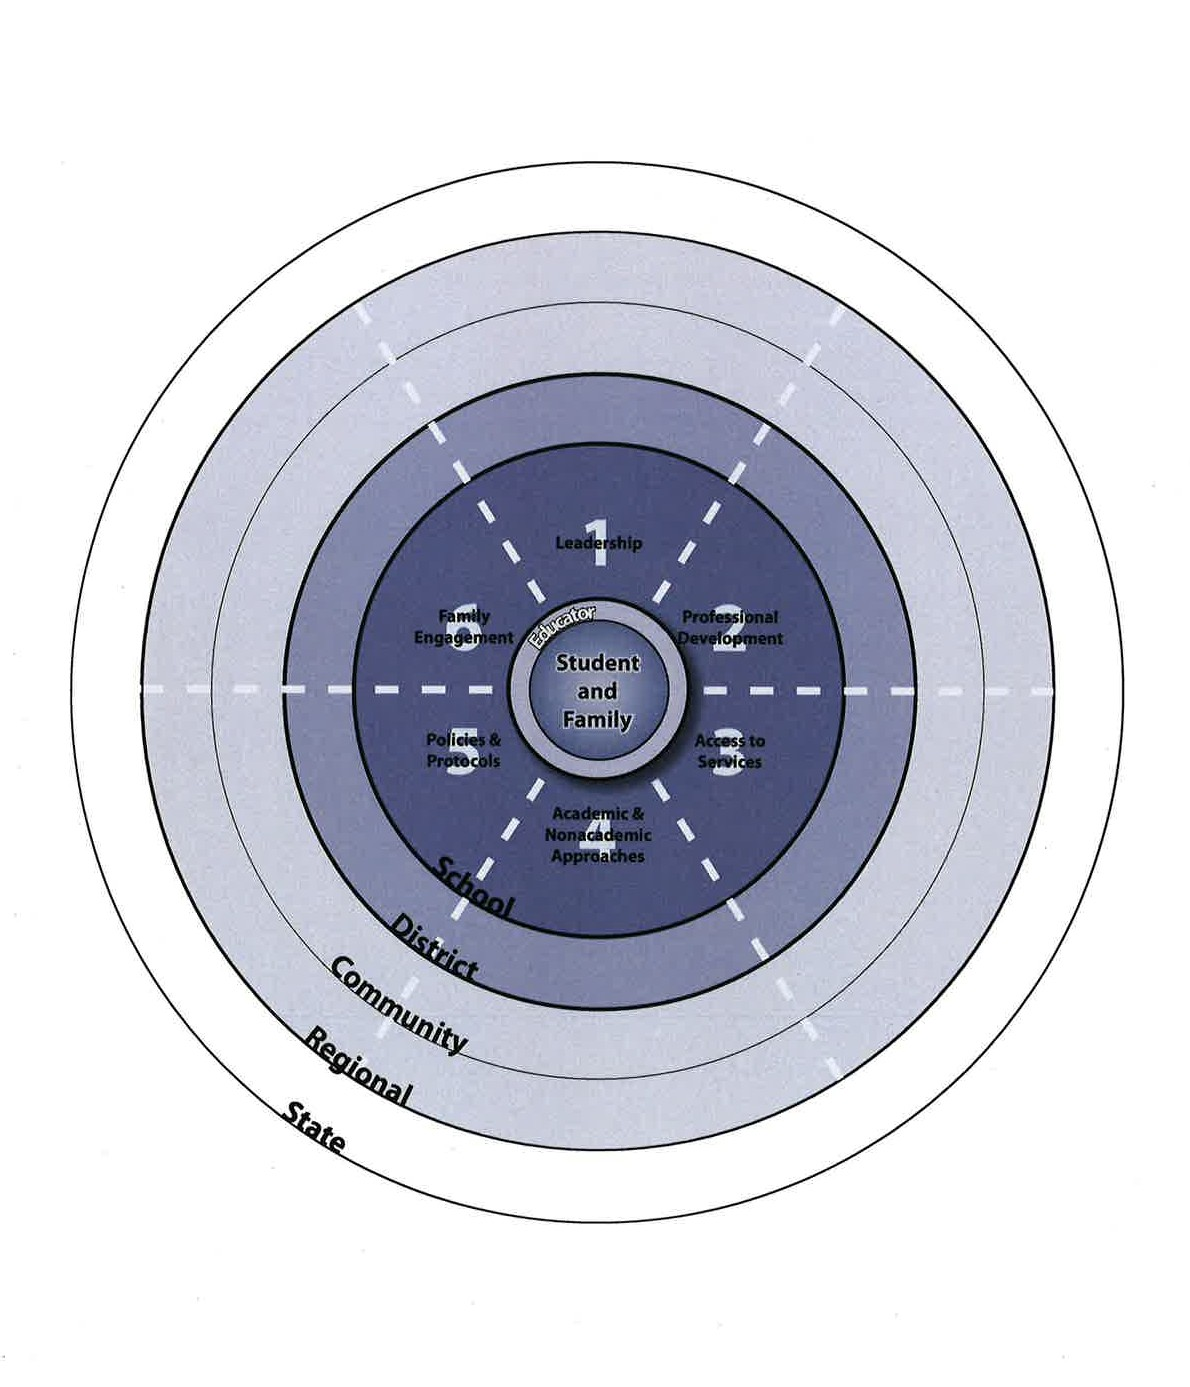 1
Leadership
2
Professional
Development
3
Access to
Services
4
Academic &
Nonacademic
Approaches
5
Policies &
Protocols
6
Family
Engagement
Educator
Student
and
Family
School
District
Community
Regional
State